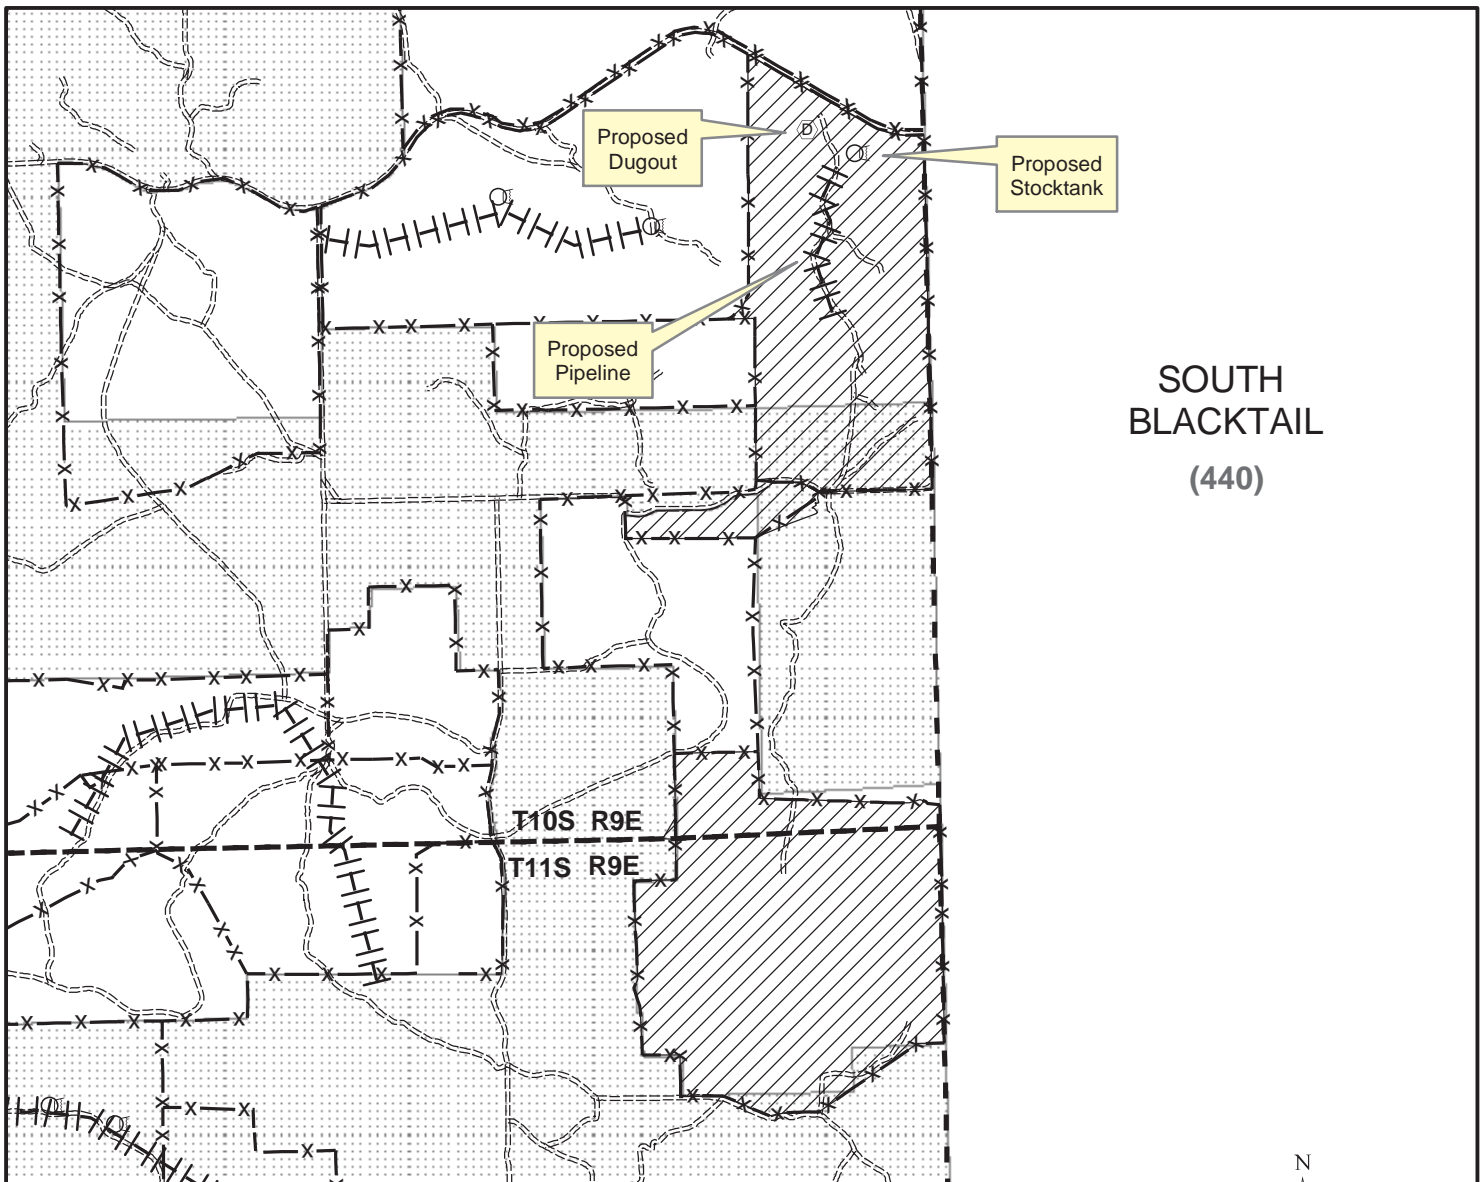 Proposed
Dugout
D
Proposed
Stocktank
Proposed
Pipeline
SOUTH
BLACKTAIL
(440)
T10S R9E
T11S R9E
N